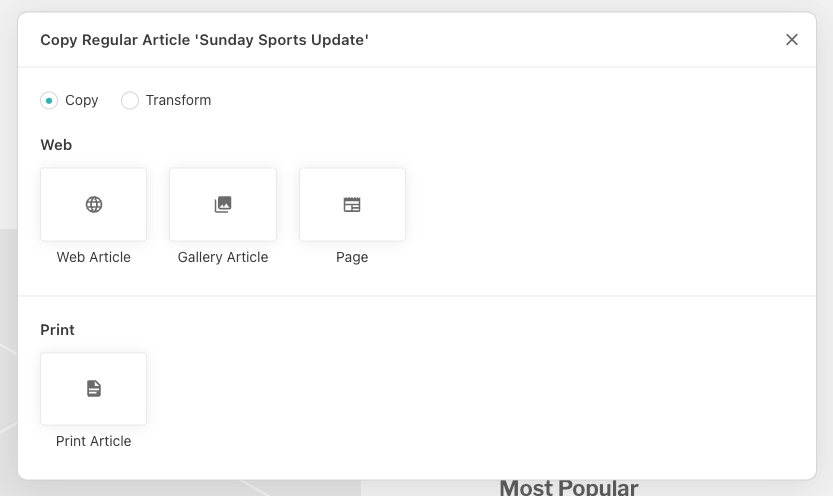 Copy Regular Article 'Sunday Sports Update'
Copy Transform
Web
Web Article Gallery Article Page
Print
Print Article
Most Popular